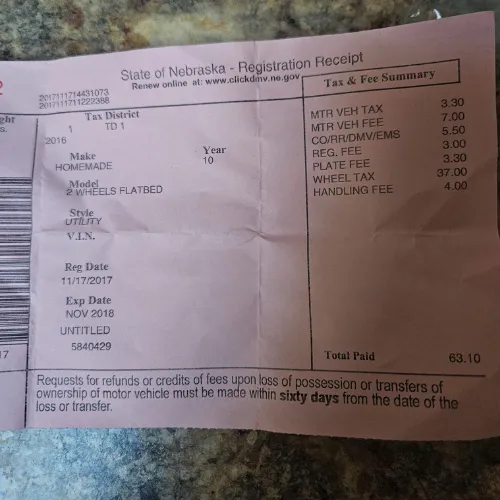 2
State of Nebraska - Registration Receipt
Renew online at: www.clickdmv.ne.gov
2017111714431073
2017111711222388
ght
s.
Tax District
1 TD 1
2016
Make Year
HOMEMADE 10
Model
2 WHEELS FLATBED
Style
UTILITY
V.I.N.
Reg Date
11/17/2017
Exp Date
NOV 2018
UNTITLED
5840429
17
Tax & Fee Summary
MTR VEH TAX 3.30
MTR VEH FEE 7.00
CO/RR/DMV/EMS 5.50
REG. FEE 3.00
PLATE FEE 3.30
WHEEL TAX 37.00
HANDLING FEE 4.00
Total Paid 63.10
Requests for refunds or credits of fees upon loss of possession or transfers of
ownership of motor vehicle must be made within sixty days from the date of the
loss or transfer.